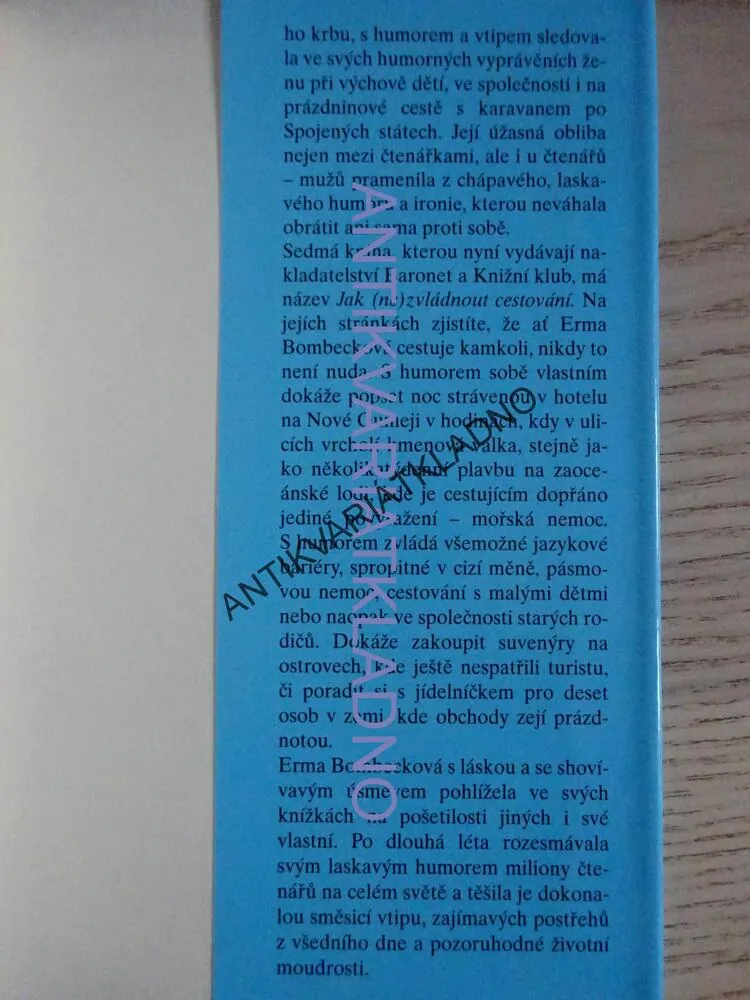 ho krbu, s humorem a vtipem sledova-
la ve svých humorných vyprávěních že-
nu při výchově dětí, ve společnosti i na
prázdninové cestě s karavanem po
Spojených státech. Její úžasná obliba
nejen mezi čtenářkami, ale i u čtenářů
– mužů pramenila z chápavého, laska-
vého humoru a ironie, kterou neváhala
obrátit ani sama proti sobě.
Sedmá kniha, kterou nyní vydávají na-
kladatelství Baronet a Knižní klub, má
název Jak (ne)zvládnout cestování. Na
jejích stránkách zjistíte, že ať Erma
Bombecková cestuje kamkoli, nikdy to
není nuda. S humorem sobě vlastním
dokáže popsat noc strávenou v hotelu
na Nové Guineji v hodinách, kdy v uli-
cích vrcholí kmenová válka, stejně ja-
ko několikatýdenní plavbu na zaoce-
ánské lodi, kde je cestujícím dopřáno
jediné povyražení – mořská nemoc.
S humorem zvládá všemožné jazykové
bariéry, spropitné v cizí měně, pásmo-
vou nemoc, cestování s malými dětmi
nebo naopak ve společnosti starých ro-
dičů. Dokáže zakoupit suvenýry na
ostrovech, kde ještě nespatřili turistu,
či poradit si s jídelníčkem pro deset
osob v zemi, kde obchody zejí prázd-
notou.
Erma Bombecková s láskou a se shoví-
vavým úsměvem pohlížela ve svých
knížkách na pošetilosti jiných i své
vlastní. Po dlouhá léta rozesmávala
svým laskavým humorem miliony čte-
nářů na celém světě a těšila je dokona-
lou směsicí vtipu, zajímavých postřehů
z všedního dne a pozoruhodné životní
moudrosti.
ANTIKVARIÁTKLADNO
ANTIKVARIÁTKLADNO